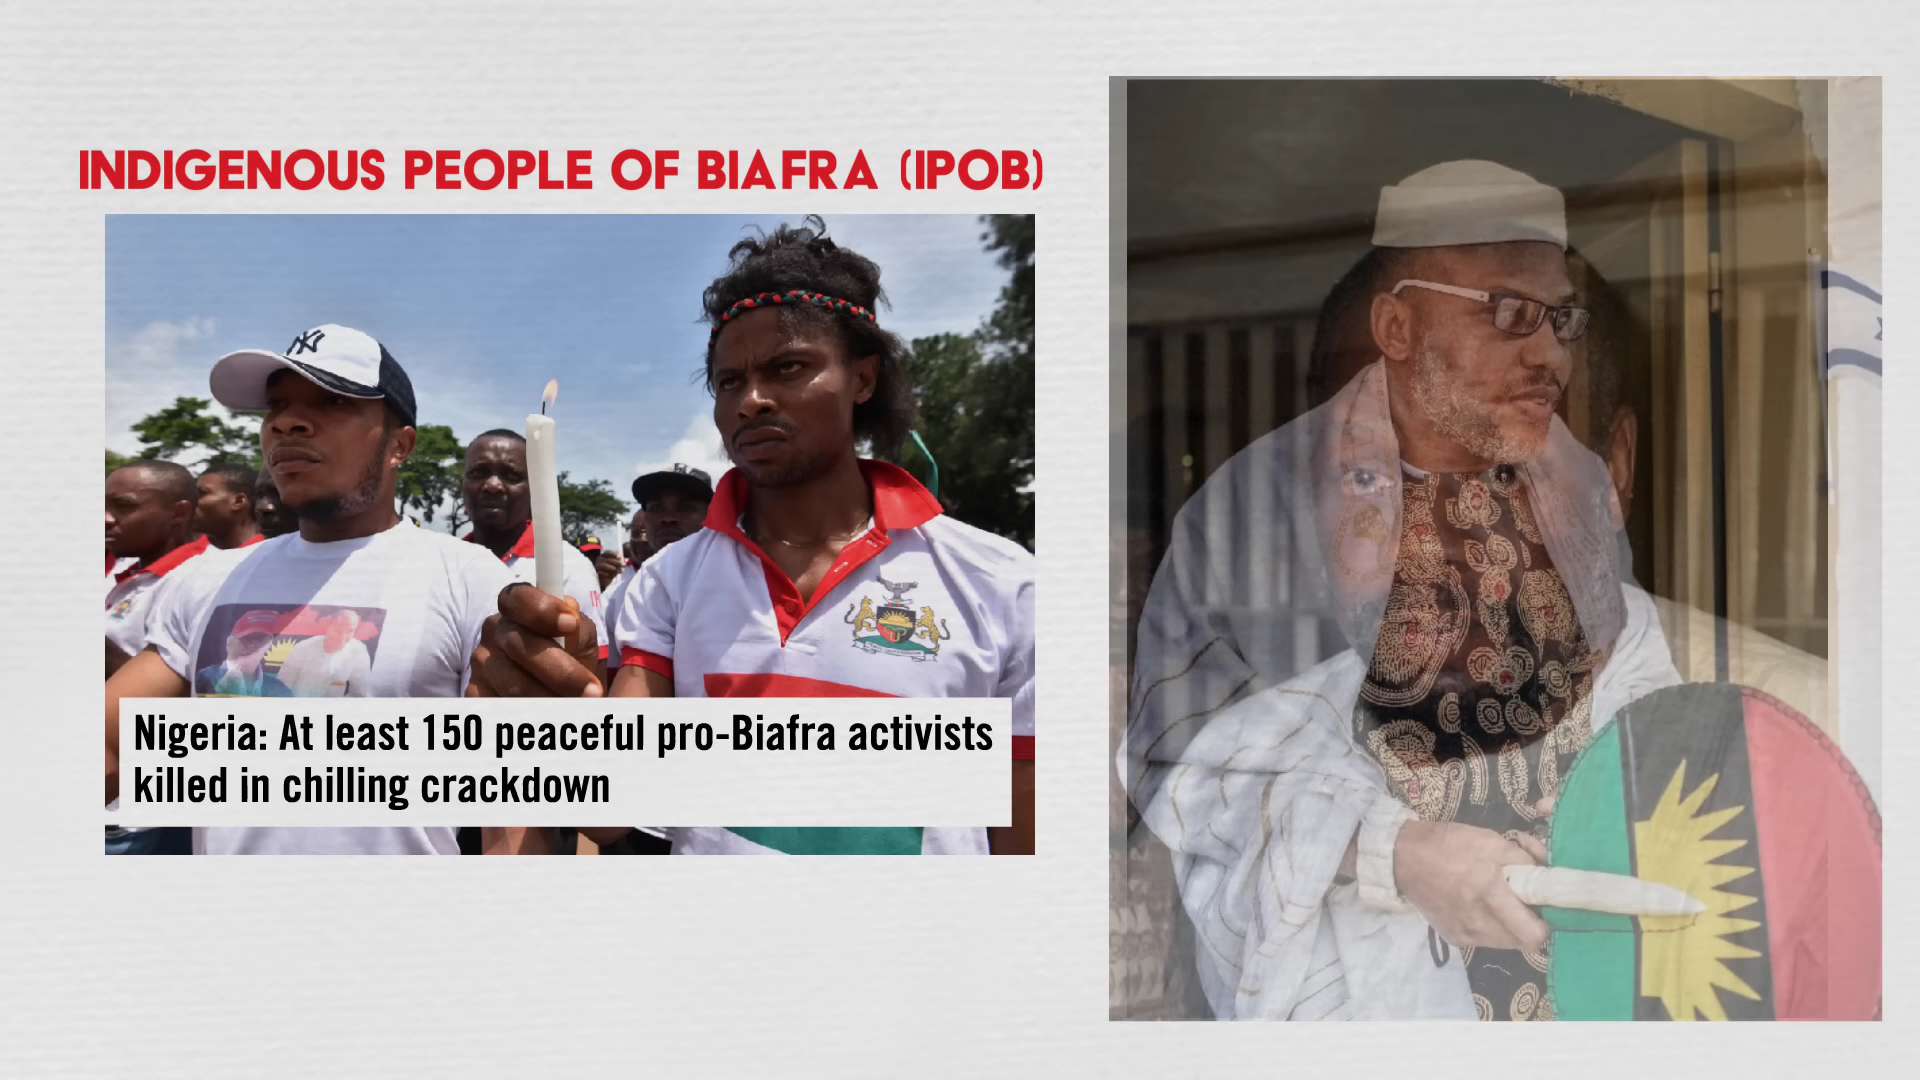 INDIGENOUS PEOPLE OF BIAFRA (IPOB)
Nigeria: At least 150 peaceful pro-Biafra activists
killed in chilling crackdown